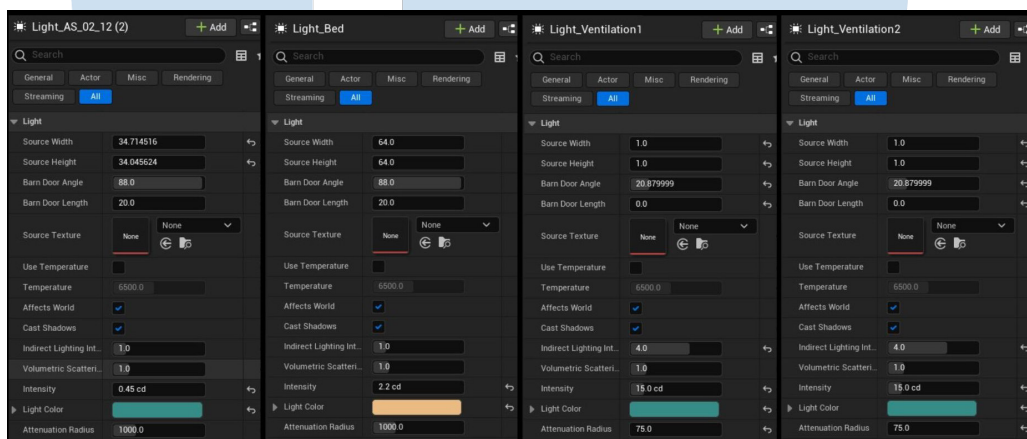 Light_AS_02_12 (2)
+ Add
Search
General
Actor
Misc
Rendering
Streaming
All
Light
Source Width
34.714516
Source Height
34.045624
Barn Door Angle
88.0
Barn Door Length
20.0
Source Texture
None
None
Use Temperature
Temperature
6500.0
Affects World
Cast Shadows
Indirect Lighting Int...
1.0
Volumetric Scatteri...
1.0
Intensity
0.45 cd
Light Color
Attenuation Radius
1000.0
Light_Bed
+ Add
Search
General
Actor
Misc
Rendering
Streaming
All
Light
Source Width
64.0
Source Height
64.0
Barn Door Angle
88.0
Barn Door Length
20.0
Source Texture
None
None
Use Temperature
Temperature
6500.0
Affects World
Cast Shadows
Indirect Lighting Int...
1.0
Volumetric Scatteri...
1.0
Intensity
2.2 cd
Light Color
Attenuation Radius
1000.0
Light_Ventilation1
+ Add
Search
General
Actor
Misc
Rendering
Streaming
All
Light
Source Width
1.0
Source Height
1.0
Barn Door Angle
20.879999
Barn Door Length
0.0
Source Texture
None
None
Use Temperature
Temperature
6500.0
Affects World
Cast Shadows
Indirect Lighting Int...
4.0
Volumetric Scatteri...
1.0
Intensity
15.0 cd
Light Color
Attenuation Radius
75.0
Light_Ventilation2
+ Add
Search
General
Actor
Misc
Rendering
Streaming
All
Light
Source Width
1.0
Source Height
1.0
Barn Door Angle
20.879999
Barn Door Length
0.0
Source Texture
None
None
Use Temperature
Temperature
6500.0
Affects World
Cast Shadows
Indirect Lighting Int...
4.0
Volumetric Scatteri...
1.0
Intensity
15.0 cd
Light Color
Attenuation Radius
75.0